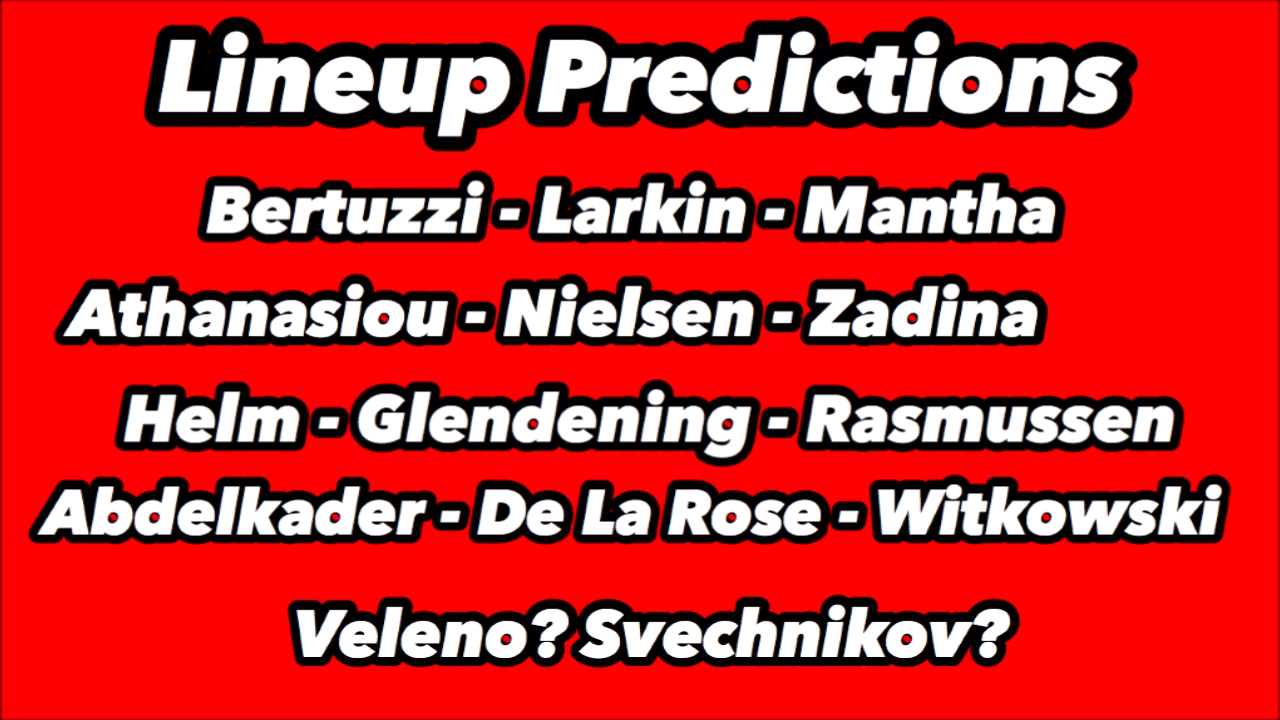 Lineup Predictions
Bertuzzi - Larkin - Mantha
Athanasiou - Nielsen - Zadina
Helm - Glendening - Rasmussen
Abdelkader - De La Rose - Witkowski
Veleno? Svechnikov?